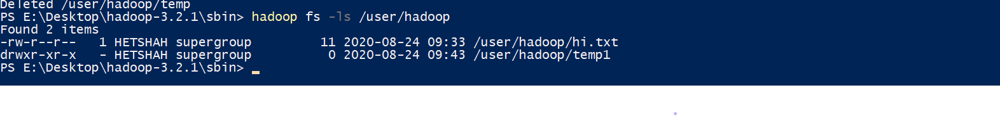 Deleted /user/hadoop/temp
PS E:\Desktop\hadoop-3.2.1\sbin> hadoop fs -ls /user/hadoop
Found 2 items
-rw-r--r--   1 HETSHAH supergroup         11 2020-08-24 09:33 /user/hadoop/hi.txt
drwxr-xr-x   - HETSHAH supergroup          0 2020-08-24 09:43 /user/hadoop/temp1
PS E:\Desktop\hadoop-3.2.1\sbin>